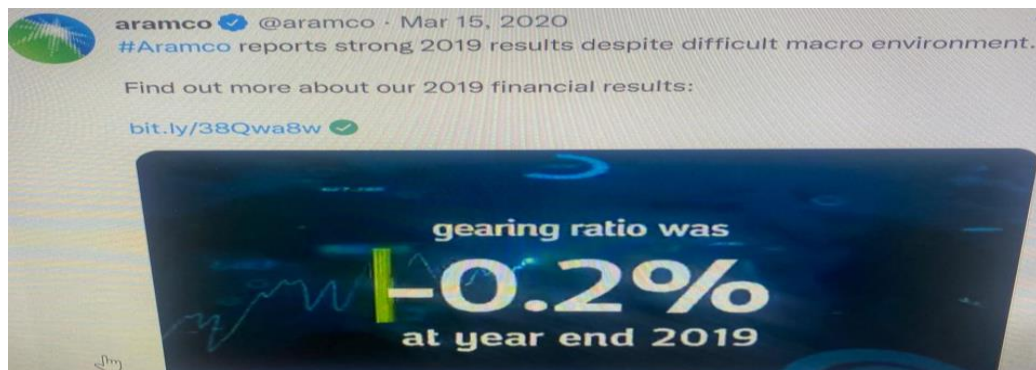 aramco @aramco · Mar 15, 2020
#Aramco reports strong 2019 results despite difficult macro environment.
Find out more about our 2019 financial results:
bit.ly/38Qwa8w
gearing ratio was
-0.2%
at year end 2019